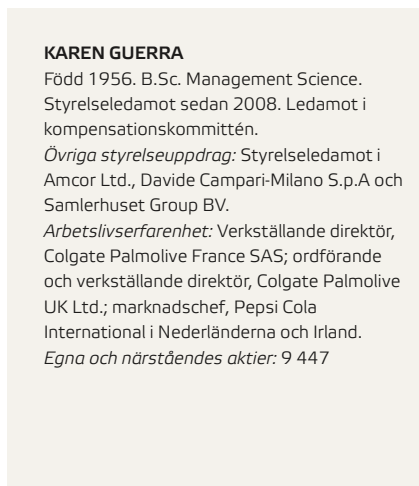 KAREN GUERRA
Född 1956. B.Sc. Management Science.
Styrelseledamot sedan 2008. Ledamot i
kompensationskommittén.
Övriga styrelseuppdrag: Styrelseledamot i
Amcor Ltd., Davide Campari-Milano S.p.A och
Samlerhuset Group BV.
Arbetslivserfarenhet: Verkställande direktör,
Colgate Palmolive France SAS; ordförande
och verkställande direktör, Colgate Palmolive
UK Ltd.; marknadschef, Pepsi Cola
International i Nederländerna och Irland.
Egna och närståendes aktier: 9 447